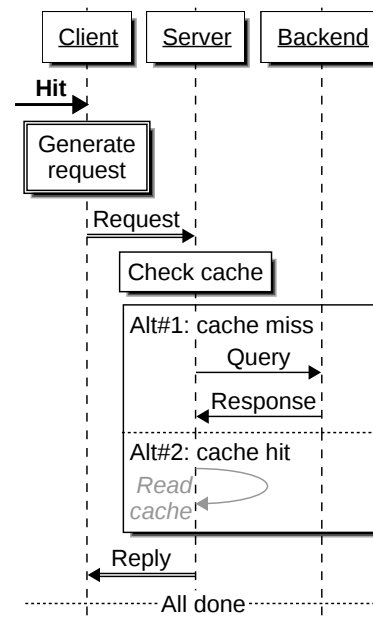 Client Server Backend
Hit
Generate
request
Request
Check cache
Alt#1: cache miss
Query
Response
Alt#2: cache hit
Read
cache
Reply
All done